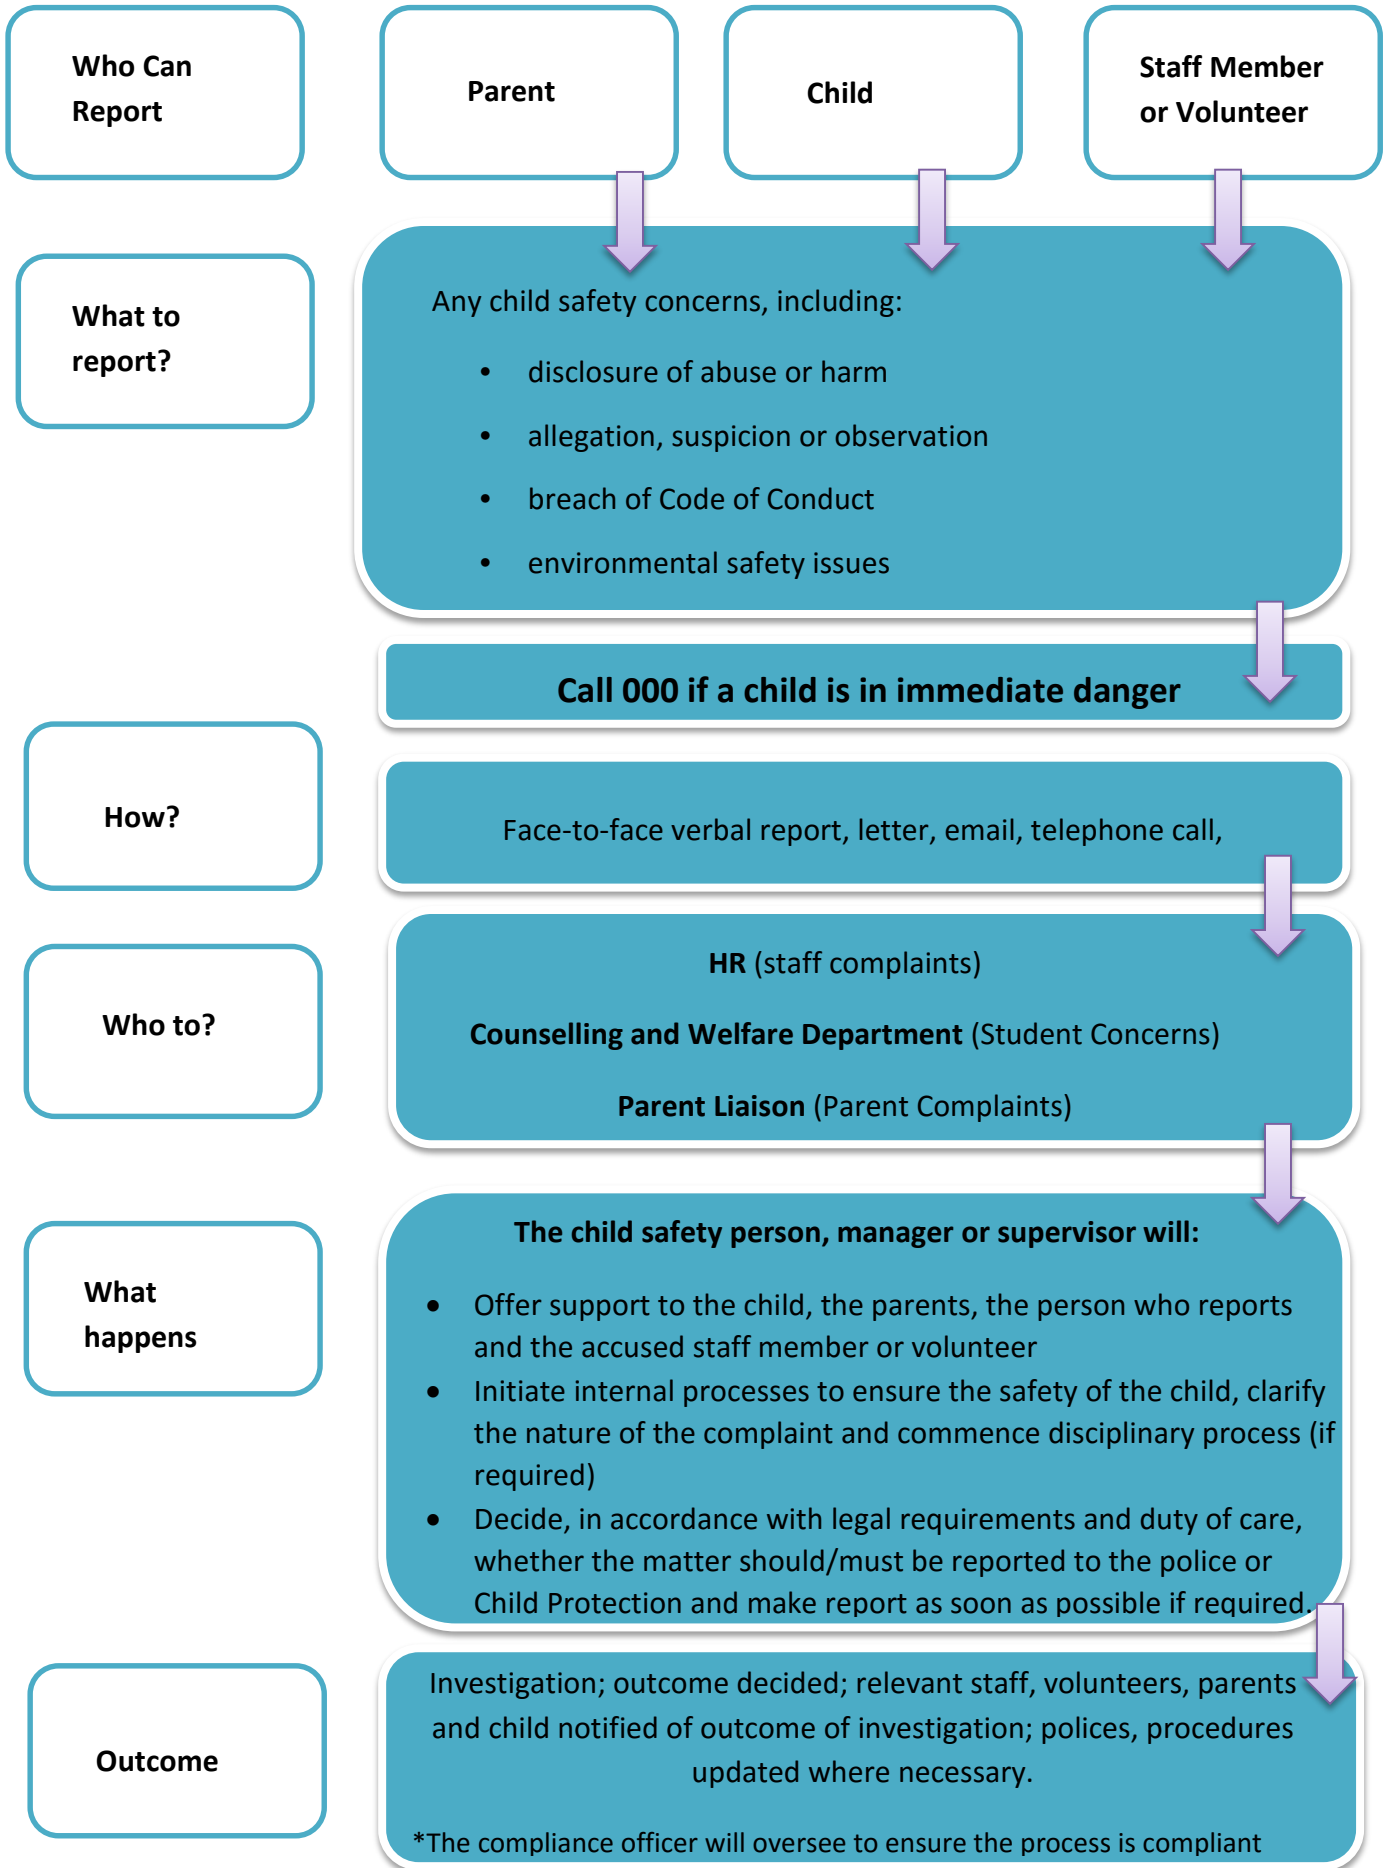 Who Can
Report
Parent
Child
Staff Member
or Volunteer
What to
report?
Any child safety concerns, including:
• disclosure of abuse or harm
• allegation, suspicion or observation
• breach of Code of Conduct
• environmental safety issues
Call 000 if a child is in immediate danger
How?
Face-to-face verbal report, letter, email, telephone call,
Who to?
HR (staff complaints)
Counselling and Welfare Department (Student Concerns)
Parent Liaison (Parent Complaints)
What
happens
The child safety person, manager or supervisor will:
• Offer support to the child, the parents, the person who reports
and the accused staff member or volunteer
• Initiate internal processes to ensure the safety of the child, clarify
the nature of the complaint and commence disciplinary process (if
required)
• Decide, in accordance with legal requirements and duty of care,
whether the matter should/must be reported to the police or
Child Protection and make report as soon as possible if required.
Outcome
Investigation; outcome decided; relevant staff, volunteers, parents
and child notified of outcome of investigation; polices, procedures
updated where necessary.
*The compliance officer will oversee to ensure the process is compliant